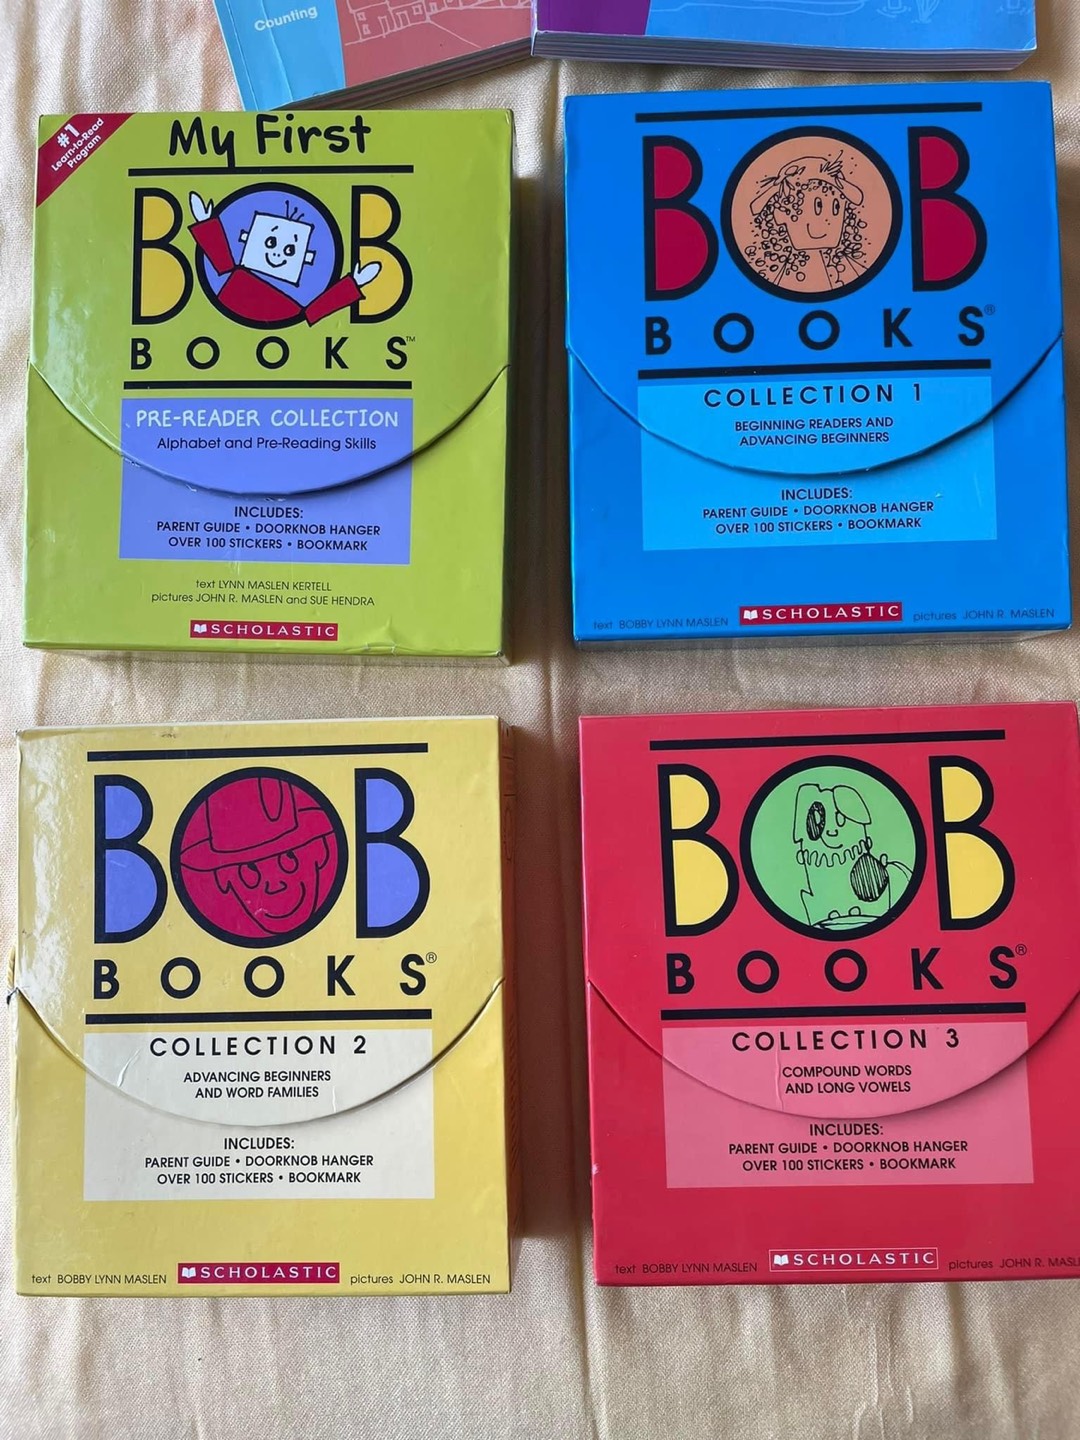 Counting
#1
Learn-to-Read
Program
My First
BOB
BOOKS™
PRE-READER COLLECTION
Alphabet and Pre-Reading Skills
INCLUDES:
PARENT GUIDE • DOORKNOB HANGER
OVER 100 STICKERS • BOOKMARK
text LYNN MASLEN KERTELL
pictures JOHN R. MASLEN and SUE HENDRA
SCHOLASTIC
BOB
BOOKS®
COLLECTION 1
BEGINNING READERS AND
ADVANCING BEGINNERS
INCLUDES:
PARENT GUIDE • DOORKNOB HANGER
OVER 100 STICKERS • BOOKMARK
text BOBBY LYNN MASLEN SCHOLASTIC pictures JOHN R. MASLEN
BOB
BOOKS®
COLLECTION 2
ADVANCING BEGINNERS
AND WORD FAMILIES
INCLUDES:
PARENT GUIDE • DOORKNOB HANGER
OVER 100 STICKERS • BOOKMARK
text BOBBY LYNN MASLEN SCHOLASTIC pictures JOHN R. MASLEN
BOB
BOOKS®
COLLECTION 3
COMPOUND WORDS
AND LONG VOWELS
INCLUDES:
PARENT GUIDE • DOORKNOB HANGER
OVER 100 STICKERS • BOOKMARK
text BOBBY LYNN MASLEN SCHOLASTIC pictures JOHN R. MASL